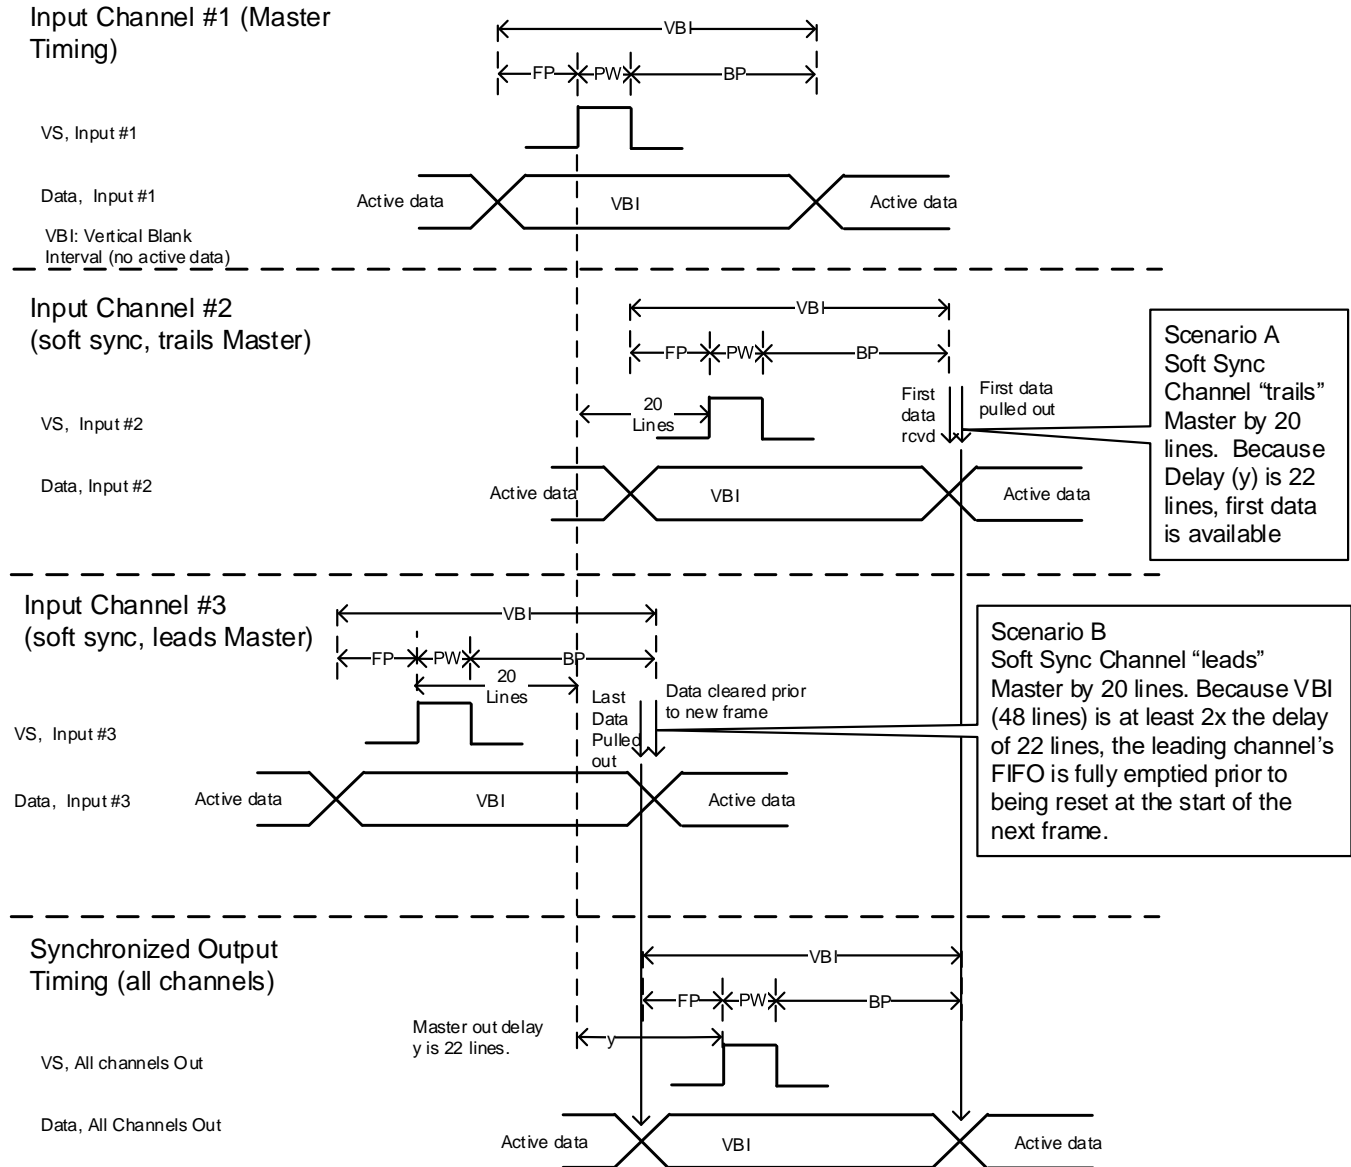 Input Channel #1 (Master
Timing)
VBI
FP
PW
BP
VS, Input #1
Data, Input #1
Active data
VBI
Active data
VBI: Vertical Blank
Interval (no active data)
Input Channel #2
(soft sync, trails Master)
VBI
FP
PW
BP
VS, Input #2
20
Lines
First
data
rcvd
First data
pulled out
Data, Input #2
Active data
VBI
Active data
Scenario A
Soft Sync
Channel “trails”
Master by 20
lines. Because
Delay (y) is 22
lines, first data
is available
Input Channel #3
(soft sync, leads Master)
VBI
FP
PW
BP
20
Lines
VS, Input #3
Last
Data
Pulled
out
Data cleared prior
to new frame
Data, Input #3
Active data
VBI
Active data
Scenario B
Soft Sync Channel “leads”
Master by 20 lines. Because VBI
(48 lines) is at least 2x the delay
of 22 lines, the leading channel’s
FIFO is fully emptied prior to
being reset at the start of the
next frame.
Synchronized Output
Timing (all channels)
VBI
FP
PW
BP
Master out delay
y is 22 lines.
y
VS, All channels Out
Data, All Channels Out
Active data
VBI
Active data